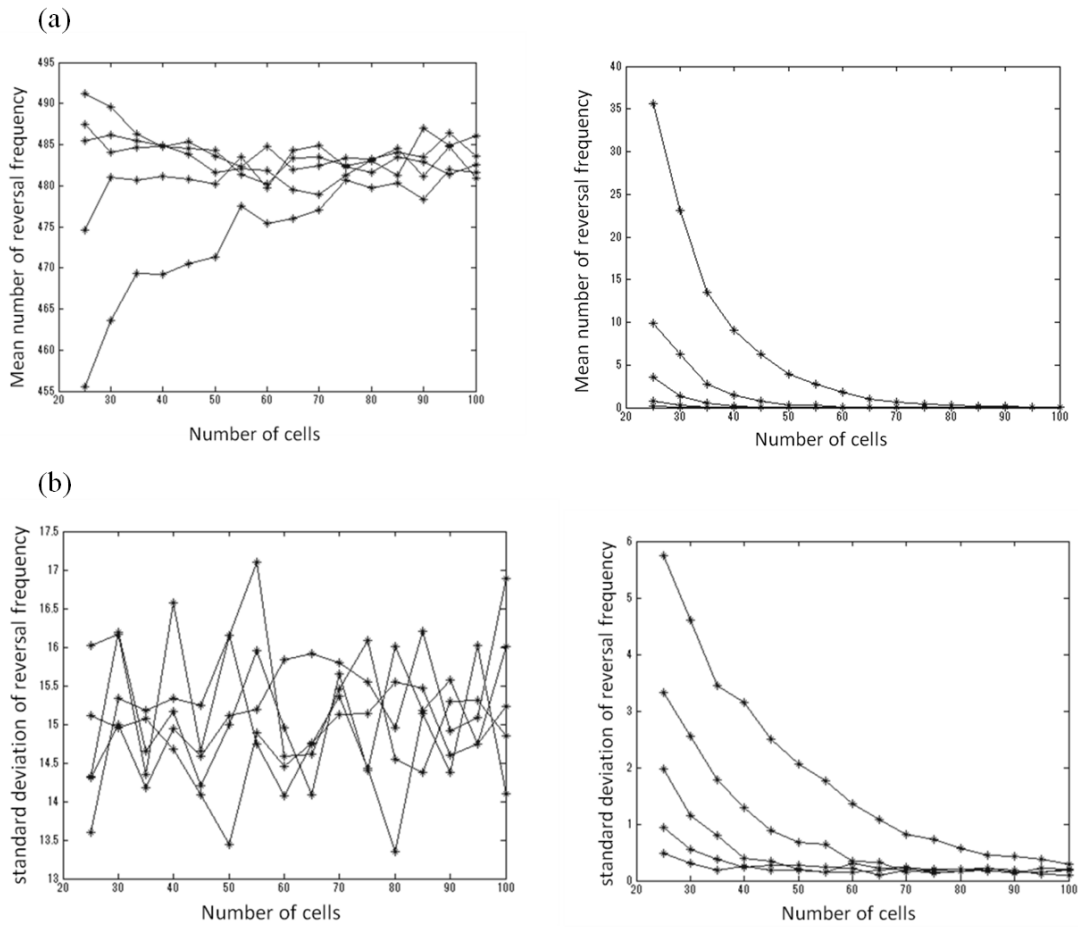 (a)
Mean number of reversal frequency
495
490
485
480
475
470
465
460
455
20 30 40 50 60 70 80 90 100
Number of cells
Mean number of reversal frequency
40
35
30
25
20
15
10
5
0
20 30 40 50 60 70 80 90 100
Number of cells
(b)
standard deviation of reversal frequency
17.5
17
16.5
16
15.5
15
14.5
14
13.5
13
20 30 40 50 60 70 80 90 100
Number of cells
standard deviation of reversal frequency
6
5
4
3
2
1
0
20 30 40 50 60 70 80 90 100
Number of cells